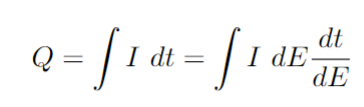 Q = ∫ I dt = ∫ I dE dt/dE